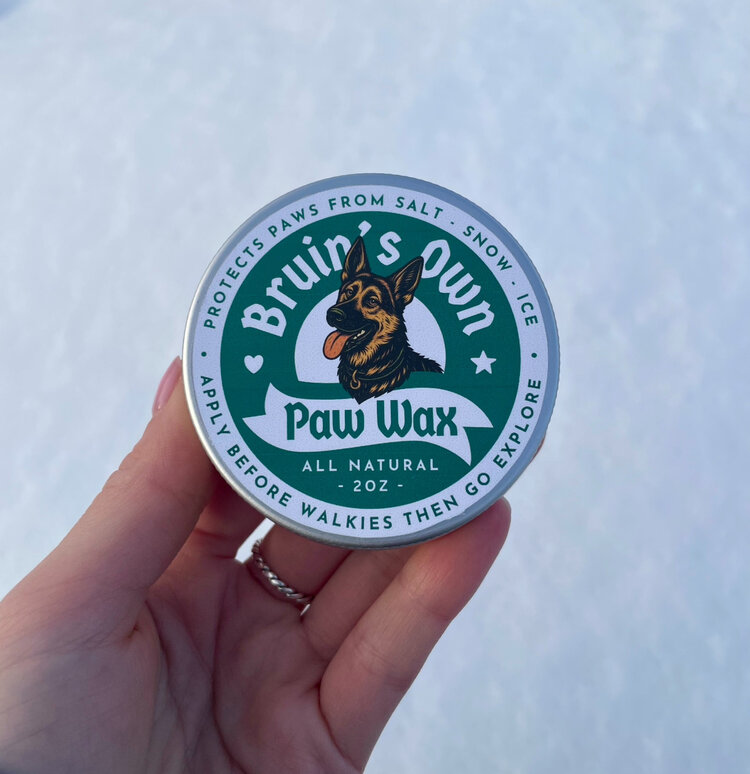 PROTECTS PAWS FROM SALT - SNOW - ICE
Bruin's Own
Paw Wax
ALL NATURAL
- 2OZ -
APPLY BEFORE WALKIES THEN GO EXPLORE